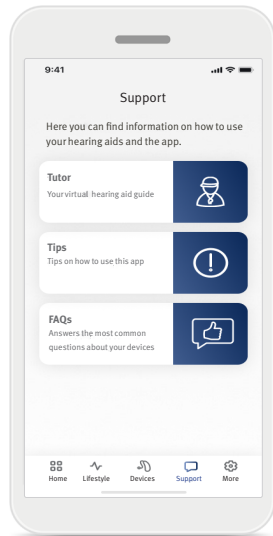 9:41
Support
Here you can find information on how to use
your hearing aids and the app.
Tutor
Your virtual hearing aid guide
Tips
Tips on how to use this app
FAQs
Answers the most common
questions about your devices
Home Lifestyle Devices Support More